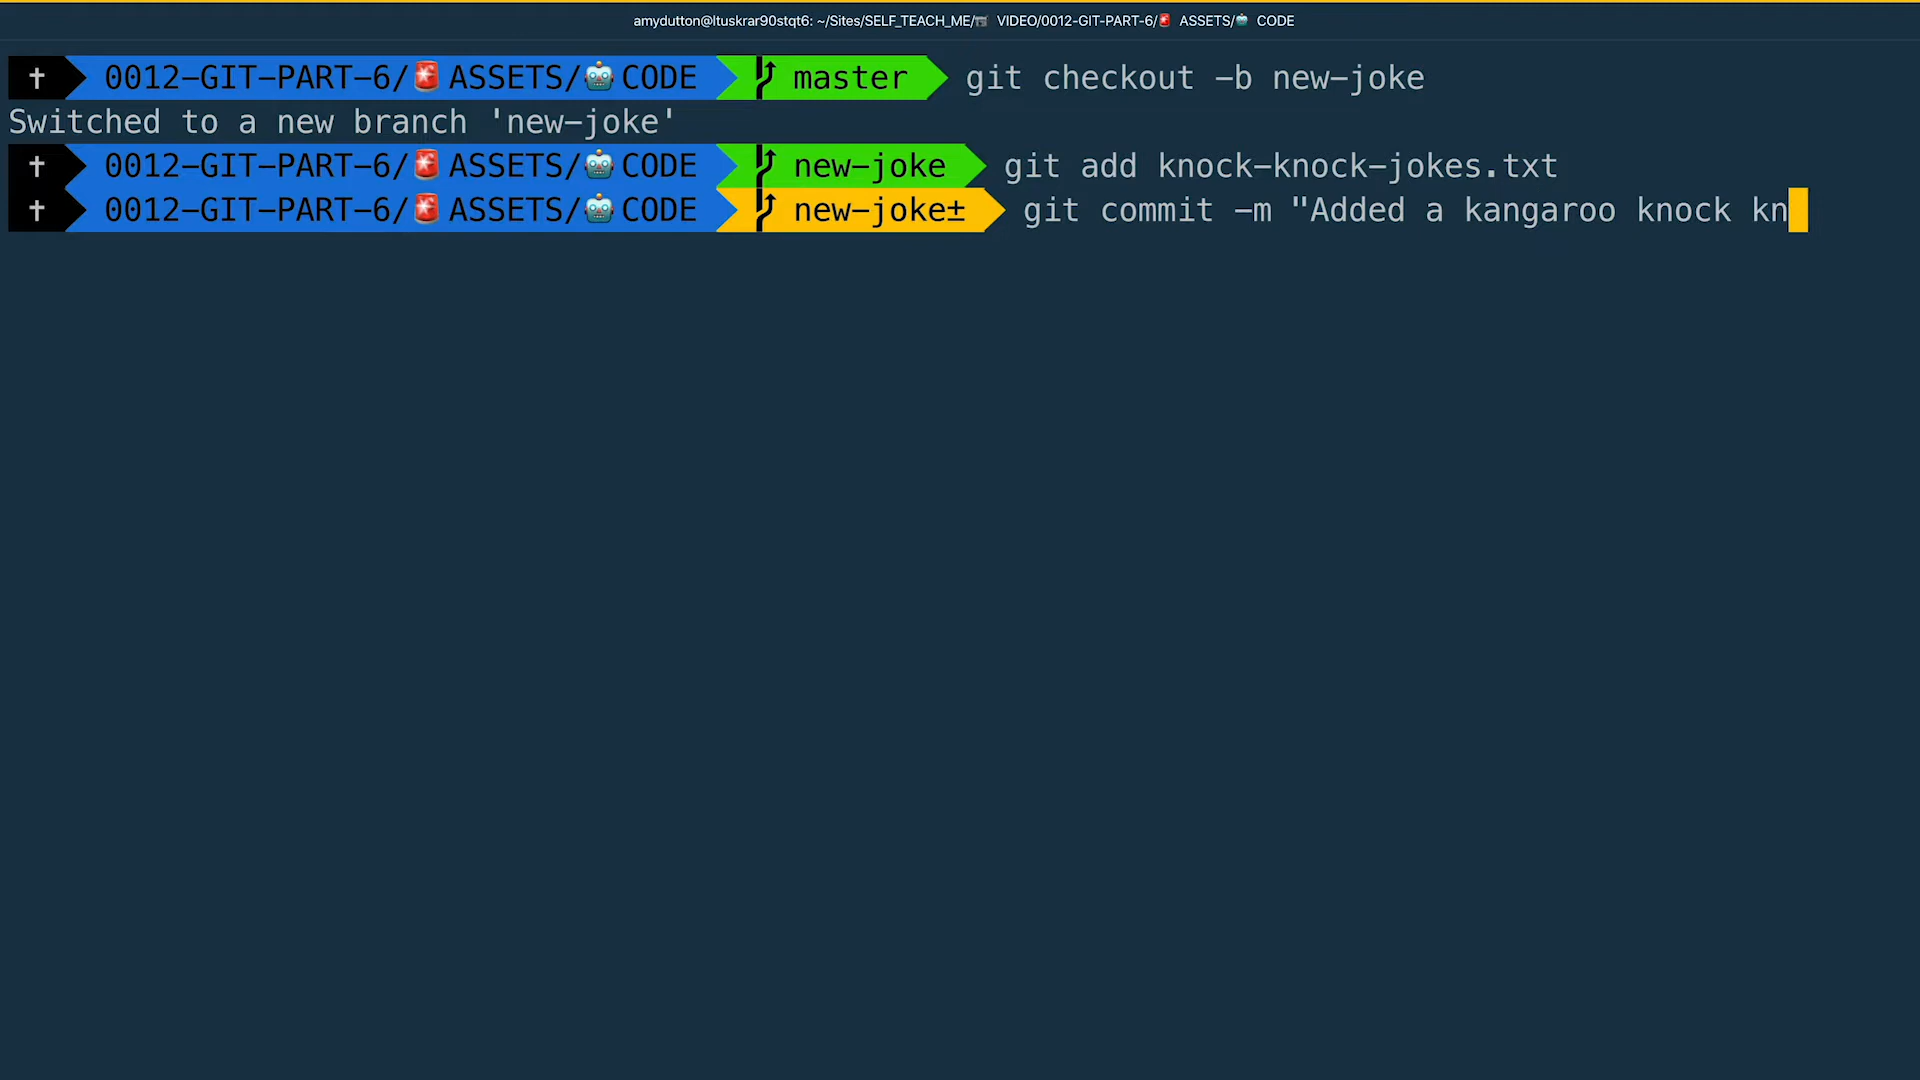 amydutton@ltuskrar90stqt6: ~/Sites/SELF_TEACH_ME/📹 VIDEO/0012-GIT-PART-6/🚨 ASSETS/🤖 CODE
✝ 0012-GIT-PART-6/🚨 ASSETS/🤖 CODE master git checkout -b new-joke
Switched to a new branch 'new-joke'
✝ 0012-GIT-PART-6/🚨 ASSETS/🤖 CODE new-joke git add knock-knock-jokes.txt
✝ 0012-GIT-PART-6/🚨 ASSETS/🤖 CODE new-joke± git commit -m "Added a kangaroo knock kn